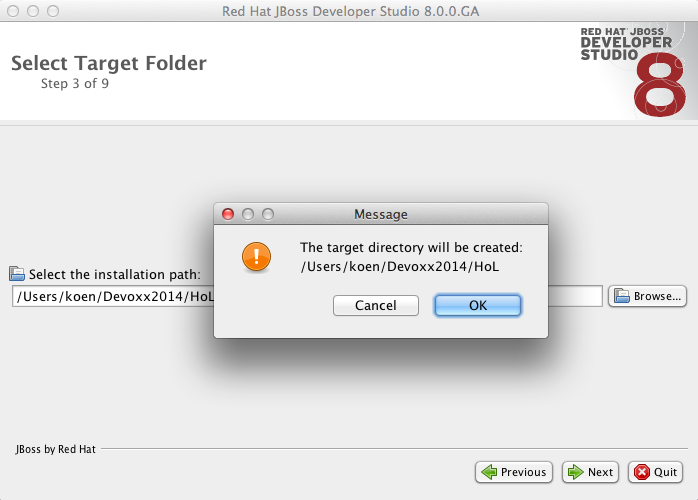 Red Hat JBoss Developer Studio 8.0.0.GA
Select Target Folder
Step 3 of 9
RED HAT JBOSS
DEVELOPER
STUDIO
8
Message
The target directory will be created:
/Users/koen/Devoxx2014/HoL
Cancel
OK
Select the installation path:
/Users/koen/Devoxx2014/HoL
Browse...
JBoss by Red Hat
Previous
Next
Quit